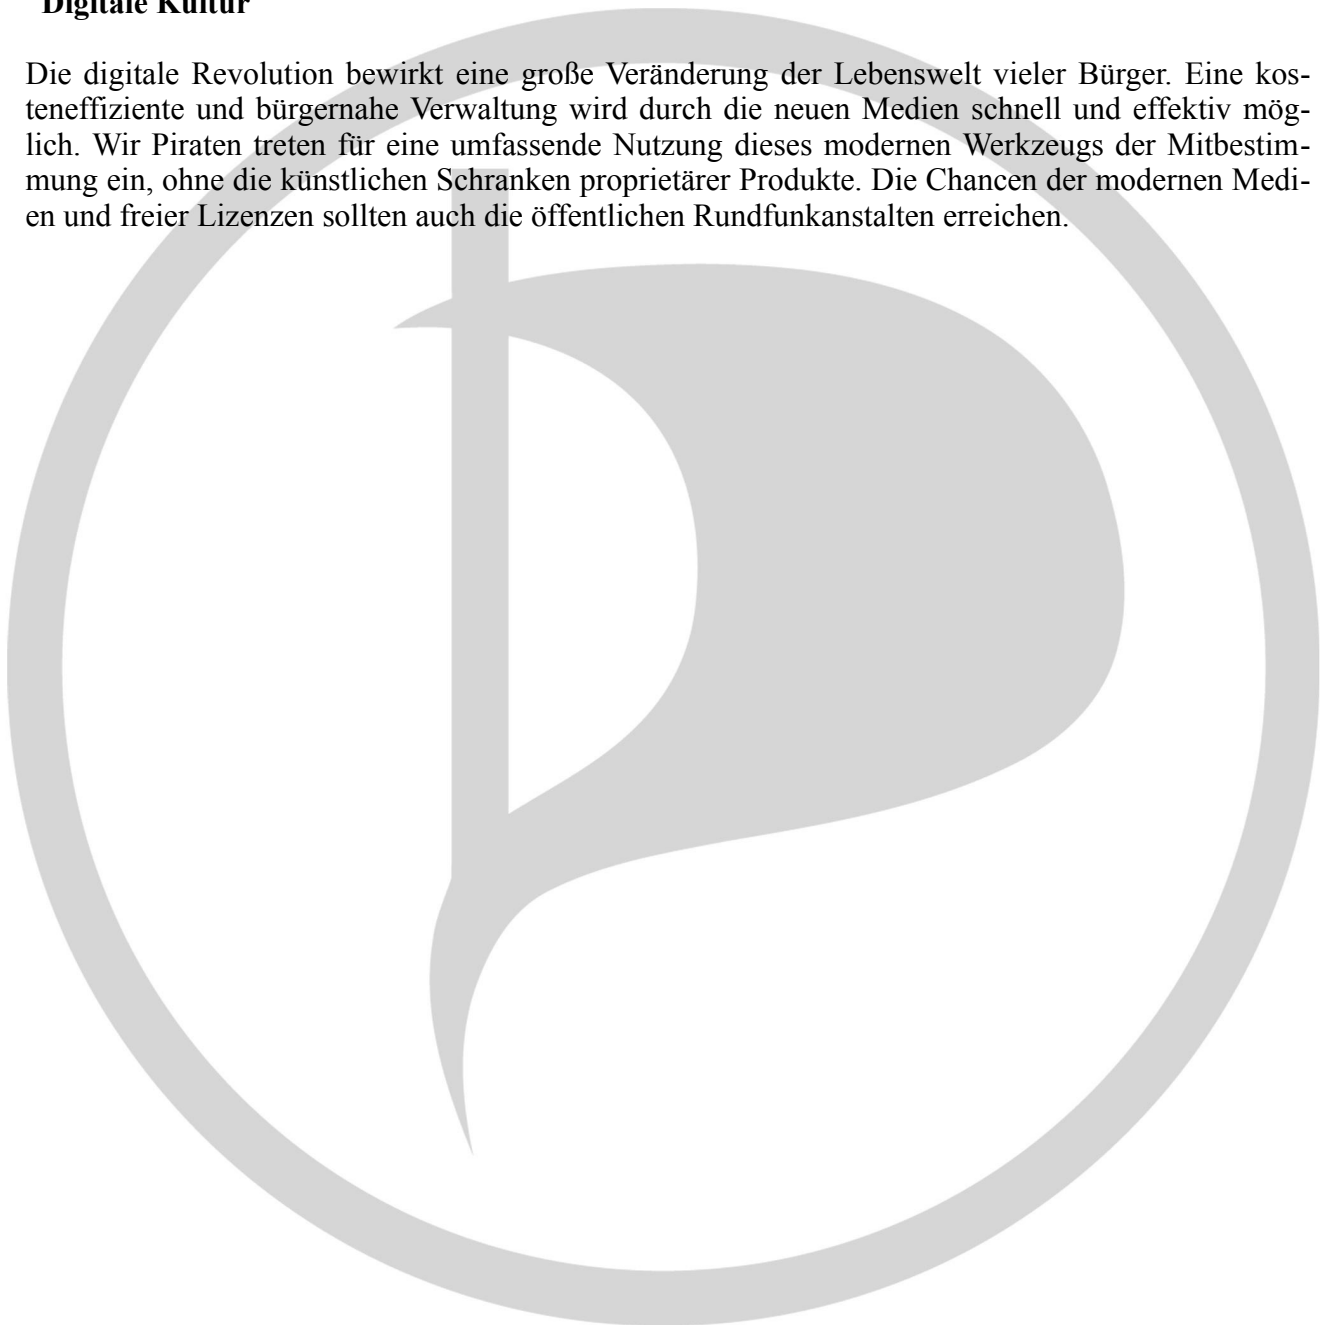 Digitale Kultur
Die digitale Revolution bewirkt eine große Veränderung der Lebenswelt vieler Bürger. Eine kos-
teneffiziente und bürgernahe Verwaltung wird durch die neuen Medien schnell und effektiv mög-
lich. Wir Piraten treten für eine umfassende Nutzung dieses modernen Werkzeugs der Mitbestim-
mung ein, ohne die künstlichen Schranken proprietärer Produkte. Die Chancen der modernen Medi-
en und freier Lizenzen sollten auch die öffentlichen Rundfunkanstalten erreichen.